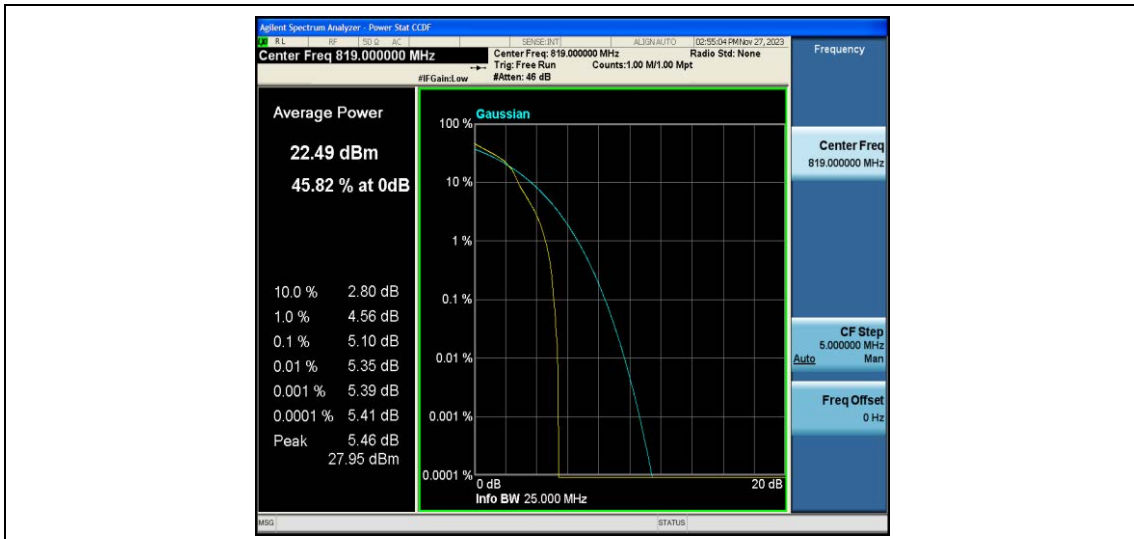 Agilent Spectrum Analyzer - Power Stat CCDF
RL RF 50 Ω AC SENSE:INT ALIGN AUTO 02:55:04 PM Nov 27, 2023
Center Freq 819.000000 MHz
Center Freq: 819.000000 MHz Radio Std: None
Trig: Free Run Counts:1.00 M/1.00 Mpt
#IFGain:Low #Atten: 46 dB
Frequency
Average Power
22.49 dBm
45.82 % at 0dB
10.0 % 2.80 dB
1.0 % 4.56 dB
0.1 % 5.10 dB
0.01 % 5.35 dB
0.001 % 5.39 dB
0.0001 % 5.41 dB
Peak 5.46 dB
27.95 dBm
Gaussian
100 %
10 %
1 %
0.1 %
0.01 %
0.001 %
0.0001 %
0 dB 20 dB
Info BW 25.000 MHz
Center Freq
819.000000 MHz
CF Step
5.000000 MHz
Auto Man
Freq Offset
0 Hz
MSG STATUS